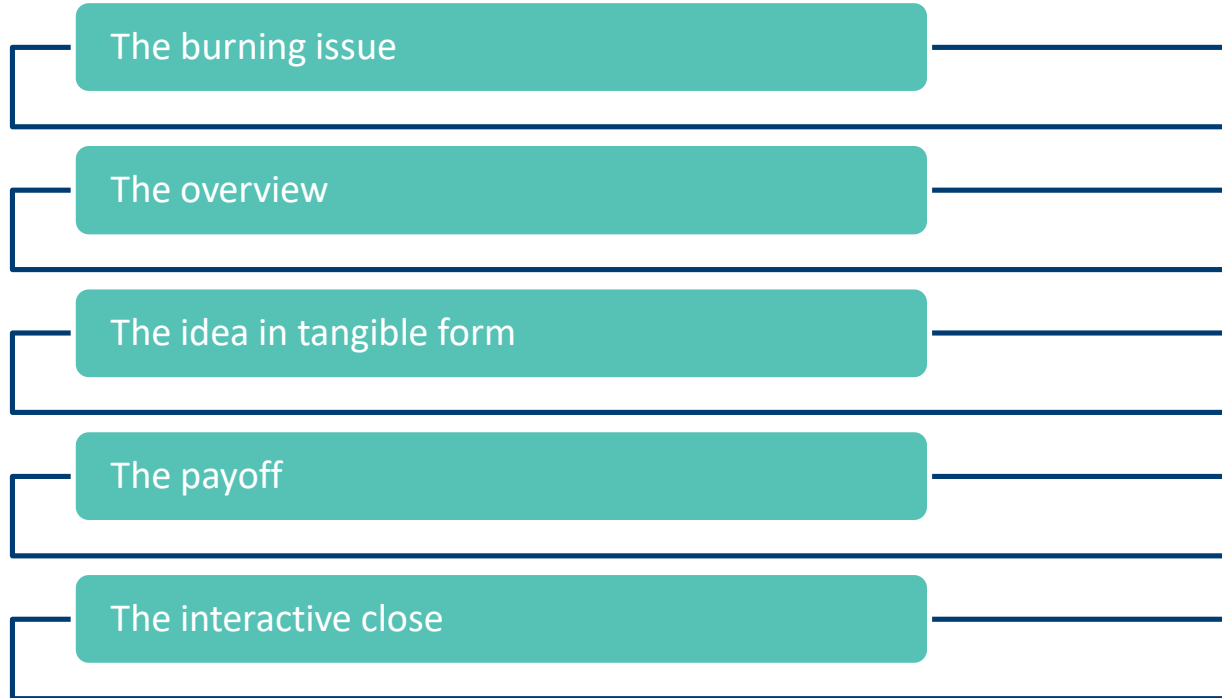 The burning issue
The overview
The idea in tangible form
The payoff
The interactive close